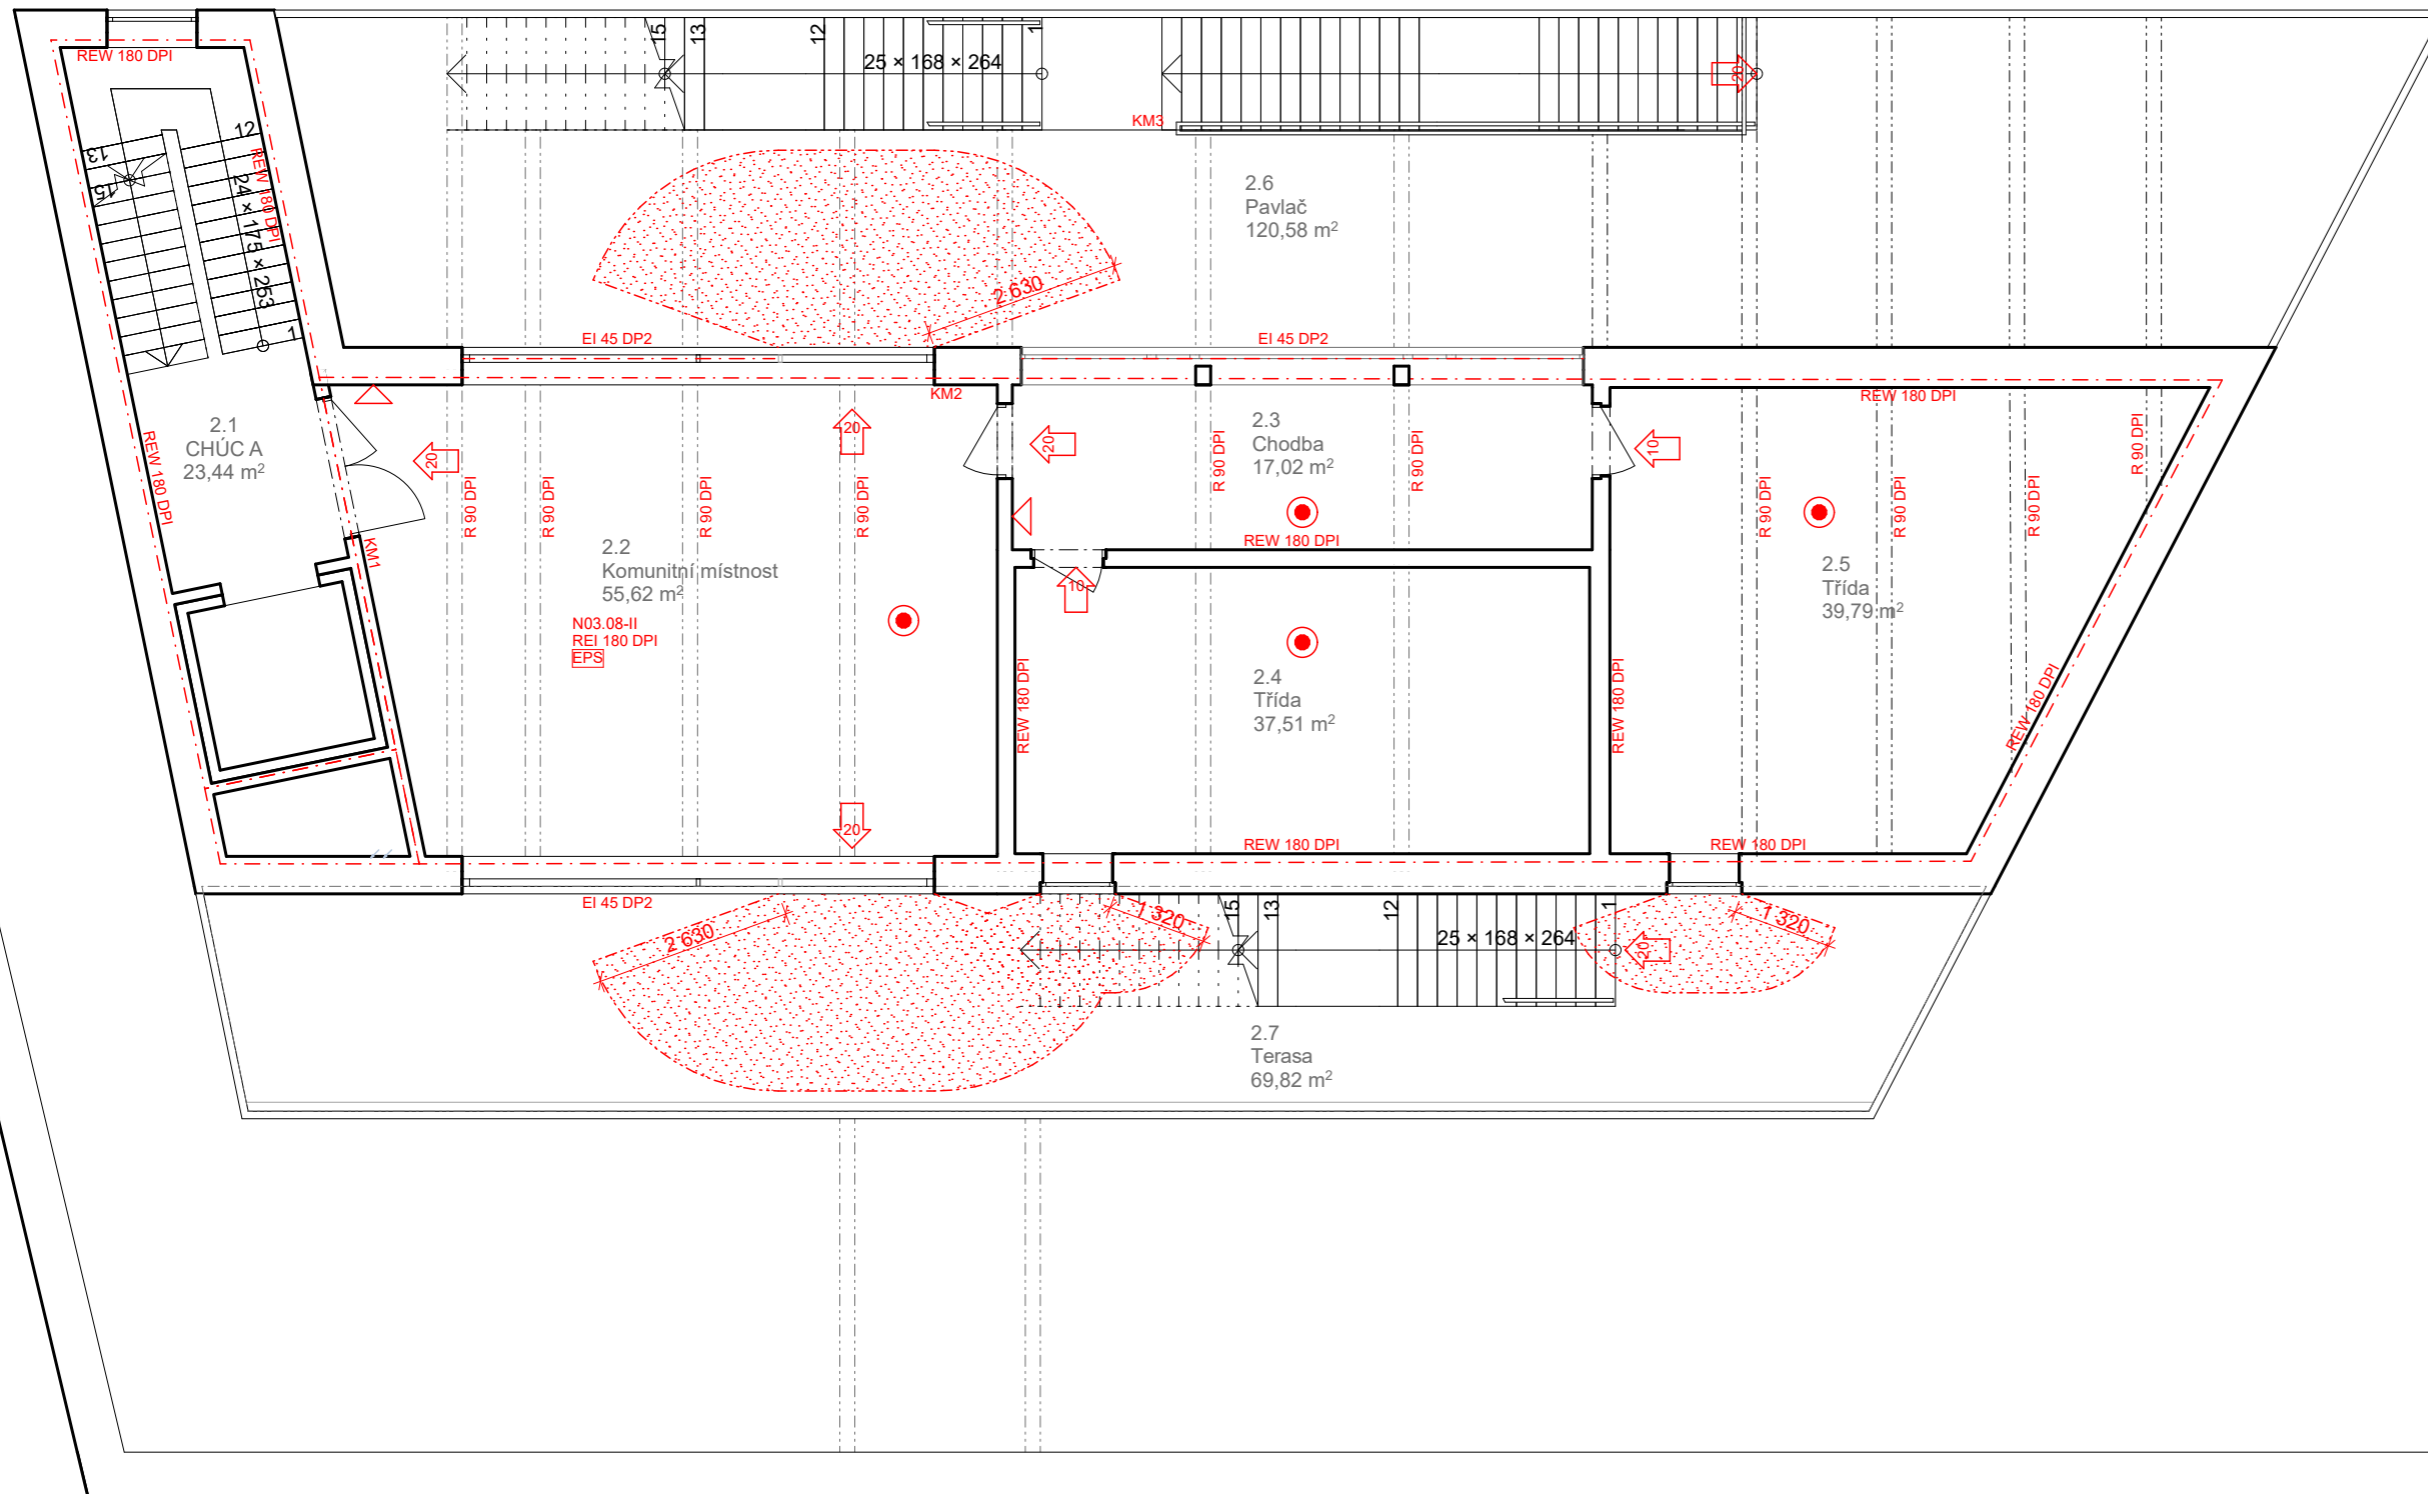 15
13
12
25 × 168 × 264
1
20
REW 180 DPI
KM3
12
13
15
REW 180 DPI
24 × 175 × 253
1
2.6
Pavlač
120,58 m²
2 630
EI 45 DP2
EI 45 DP2
KM2
REW 180 DPI
2.1
CHÚC A
23,44 m²
REW 180 DPI
20
20
20
10
2.3
Chodba
17,02 m²
R 90 DPI
R 90 DPI
R 90 DPI
R 90 DPI
R 90 DPI
R 90 DPI
R 90 DPI
R 90 DPI
R 90 DPI
R 90 DPI
KM1
REW 180 DPI
2.2
Komunitní místnost
55,62 m²
N03.08-II
REI 180 DPI
EPS
10
2.5
Třída
39,79 m²
2.4
Třída
37,51 m²
REW 180 DPI
REW 180 DPI
REW 180 DPI
20
REW 180 DPI
REW 180 DPI
EI 45 DP2
2 630
1 320
15
13
12
25 × 168 × 264
1
20
1 320
2.7
Terasa
69,82 m²